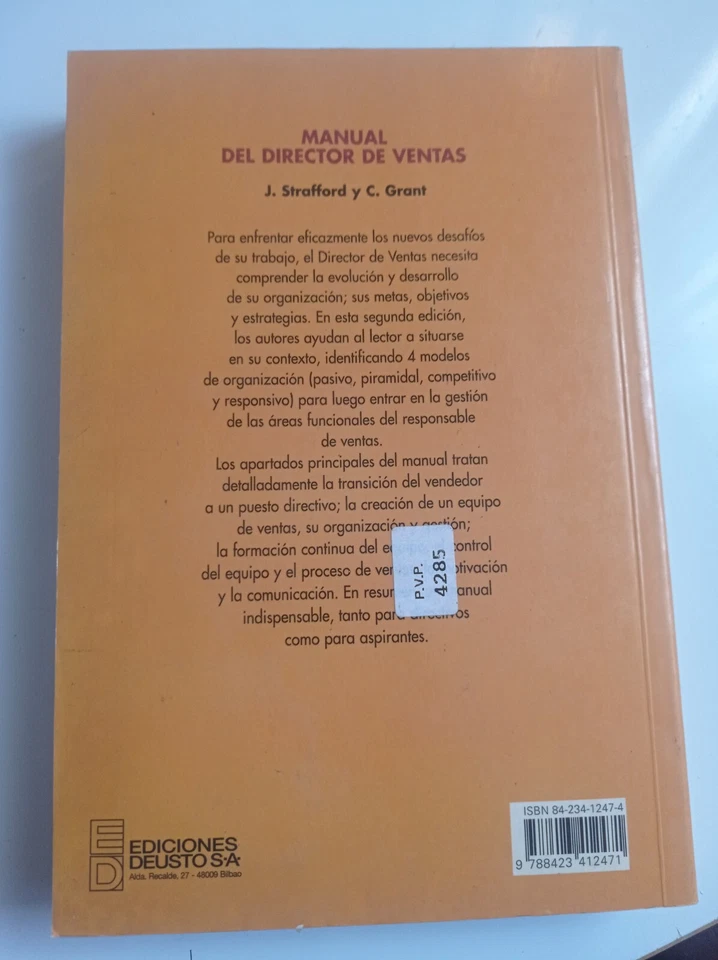 MANUAL
DEL DIRECTOR DE VENTAS
J. Strafford y C. Grant
Para enfrentar eficazmente los nuevos desafíos
de su trabajo, el Director de Ventas necesita
comprender la evolución y desarrollo
de su organización; sus metas, objetivos
y estrategias. En esta segunda edición,
los autores ayudan al lector a situarse
en su contexto, identificando 4 modelos
de organización (pasivo, piramidal, competitivo
y responsivo) para luego entrar en la gestión
de las áreas funcionales del responsable
de ventas.
Los apartados principales del manual tratan
detalladamente la transición del vendedor
a un puesto directivo; la creación de un equipo
de ventas, su organización y gestión;
la formación continua del control
del equipo y el proceso de
y la comunicación. En
indispensable, tanto para directivos
como para aspirantes.
P.V.P.
4285
ED
EDICIONES
DEUSTO S.A.
Alda. Recalde, 27 - 48009 Bilbao
ISBN 84-234-1247-4
9 788423 412471